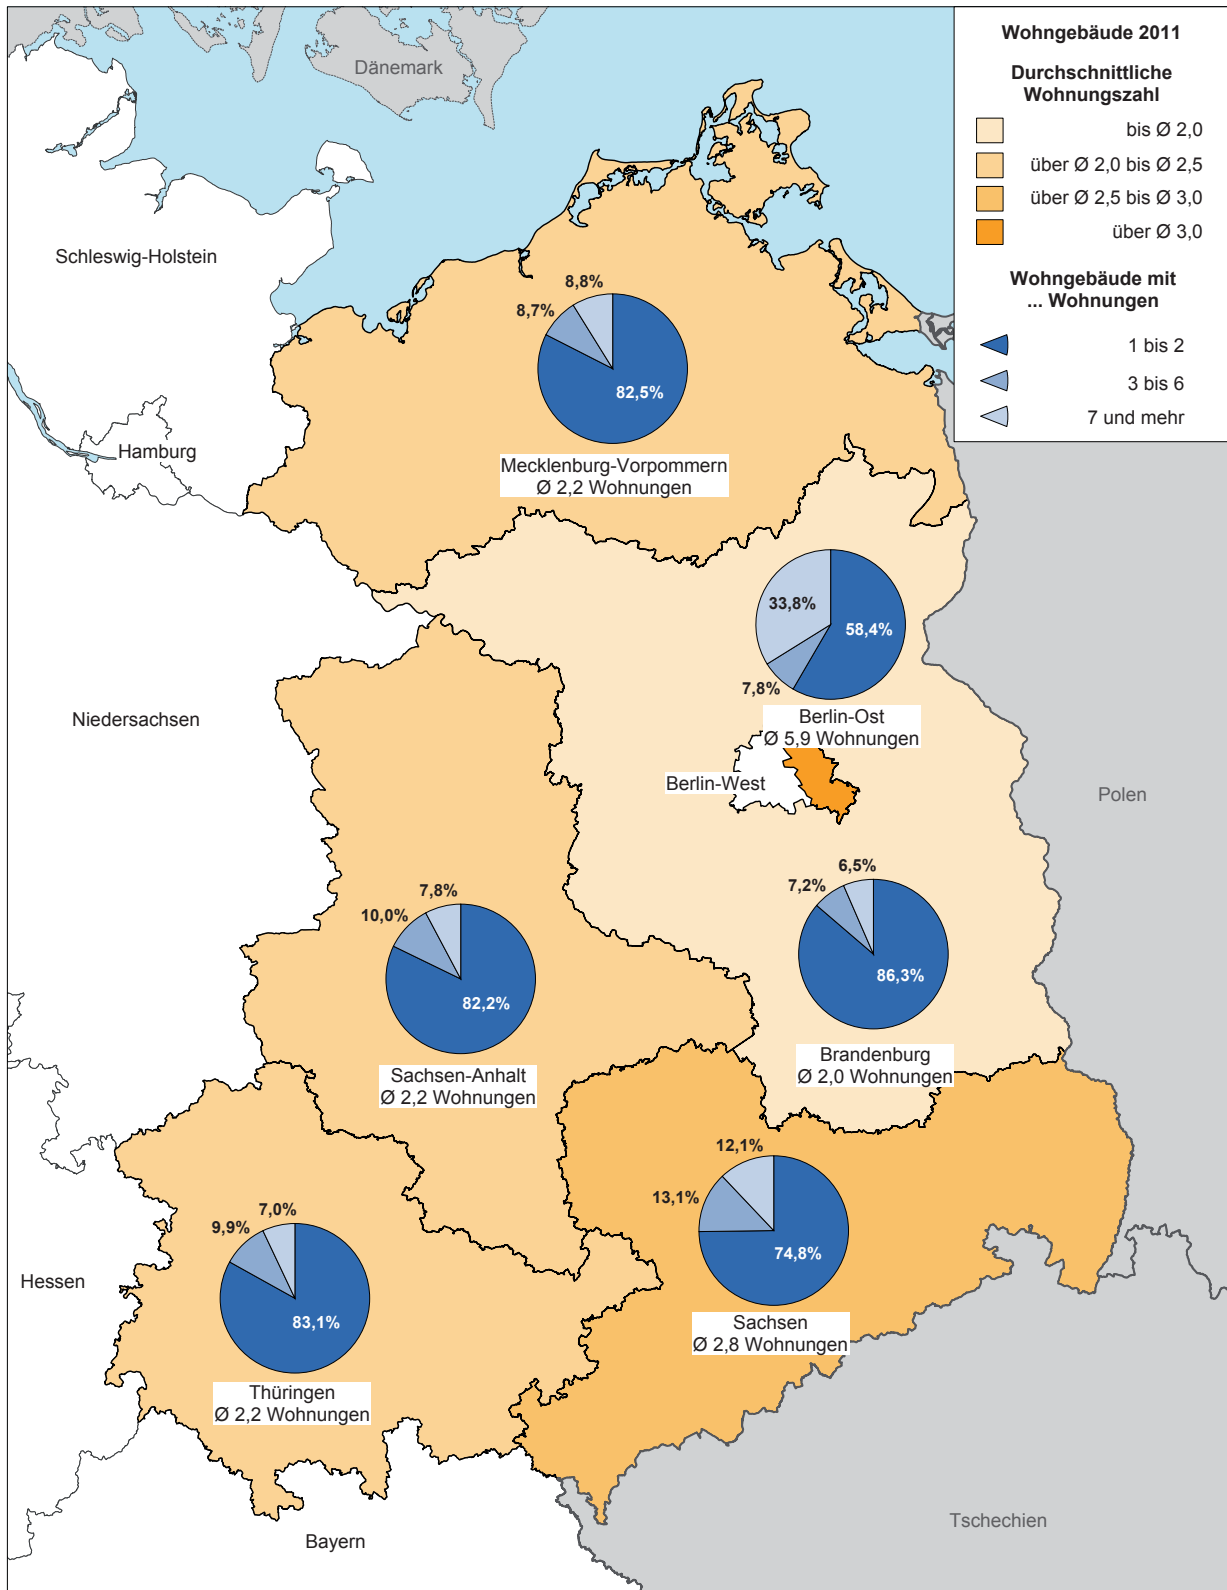 Wohngebäude 2011
Durchschnittliche
Wohnungszahl
bis Ø 2,0
über Ø 2,0 bis Ø 2,5
über Ø 2,5 bis Ø 3,0
über Ø 3,0
Wohngebäude mit
... Wohnungen
1 bis 2
3 bis 6
7 und mehr
Dänemark
Schleswig-Holstein
Hamburg
8,8%
8,7%
82,5%
Mecklenburg-Vorpommern
Ø 2,2 Wohnungen
33,8%
58,4%
7,8%
Berlin-Ost
Ø 5,9 Wohnungen
Berlin-West
Niedersachsen
Polen
6,5%
7,2%
86,3%
Brandenburg
Ø 2,0 Wohnungen
7,8%
10,0%
82,2%
Sachsen-Anhalt
Ø 2,2 Wohnungen
12,1%
13,1%
74,8%
Sachsen
Ø 2,8 Wohnungen
7,0%
9,9%
83,1%
Thüringen
Ø 2,2 Wohnungen
Hessen
Bayern
Tschechien